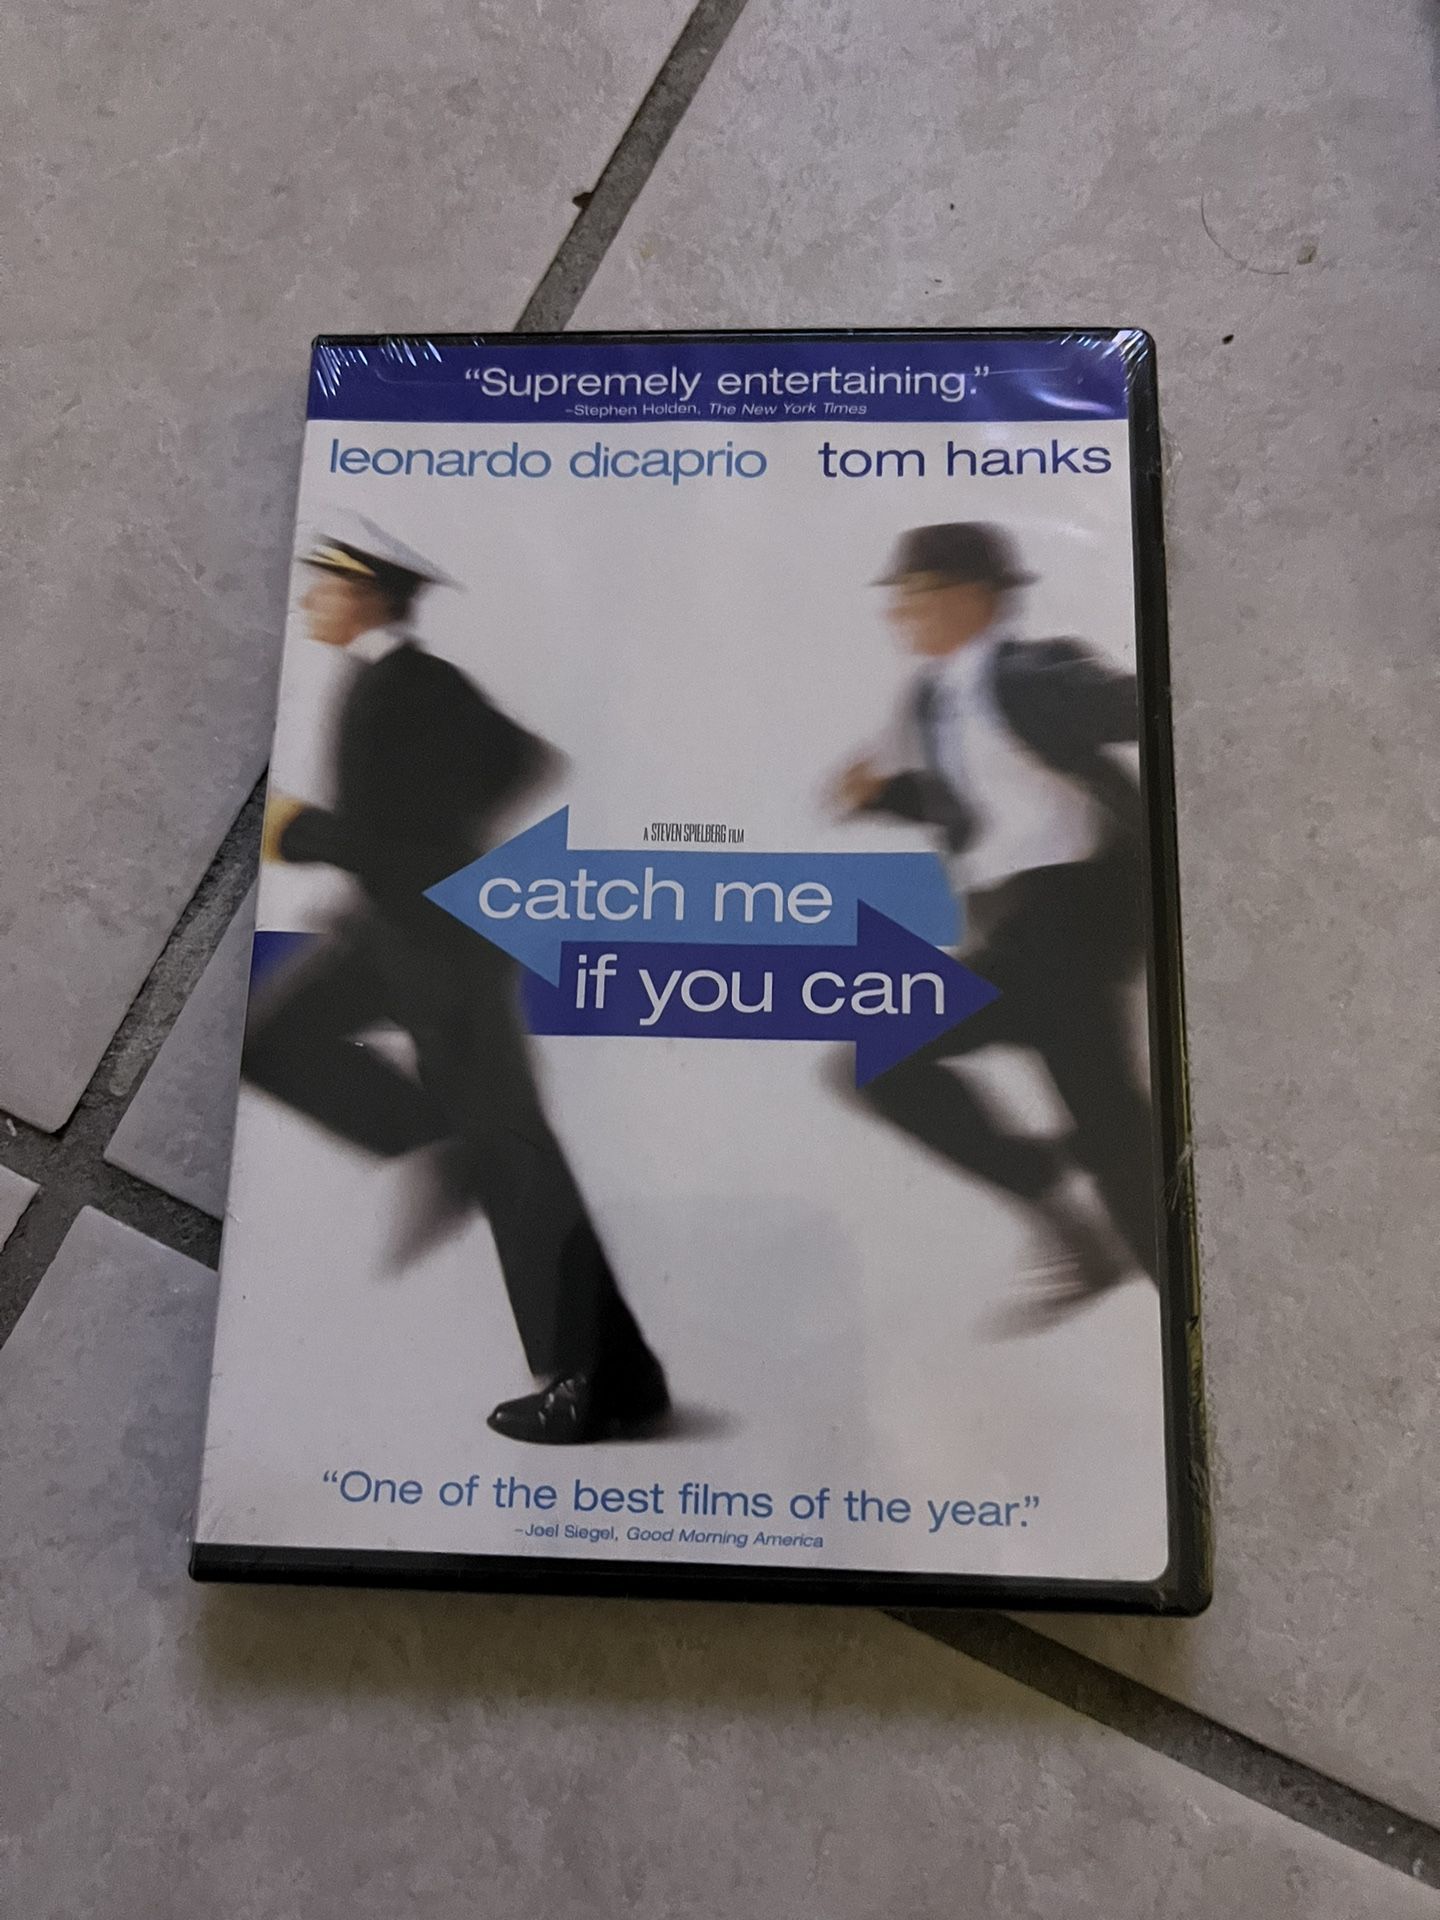 “Supremely entertaining.”
–Stephen Holden, The New York Times
leonardo dicaprio tom hanks
A STEVEN SPIELBERG FILM
catch me
if you can
“One of the best films of the year.”
–Joel Siegel, Good Morning America